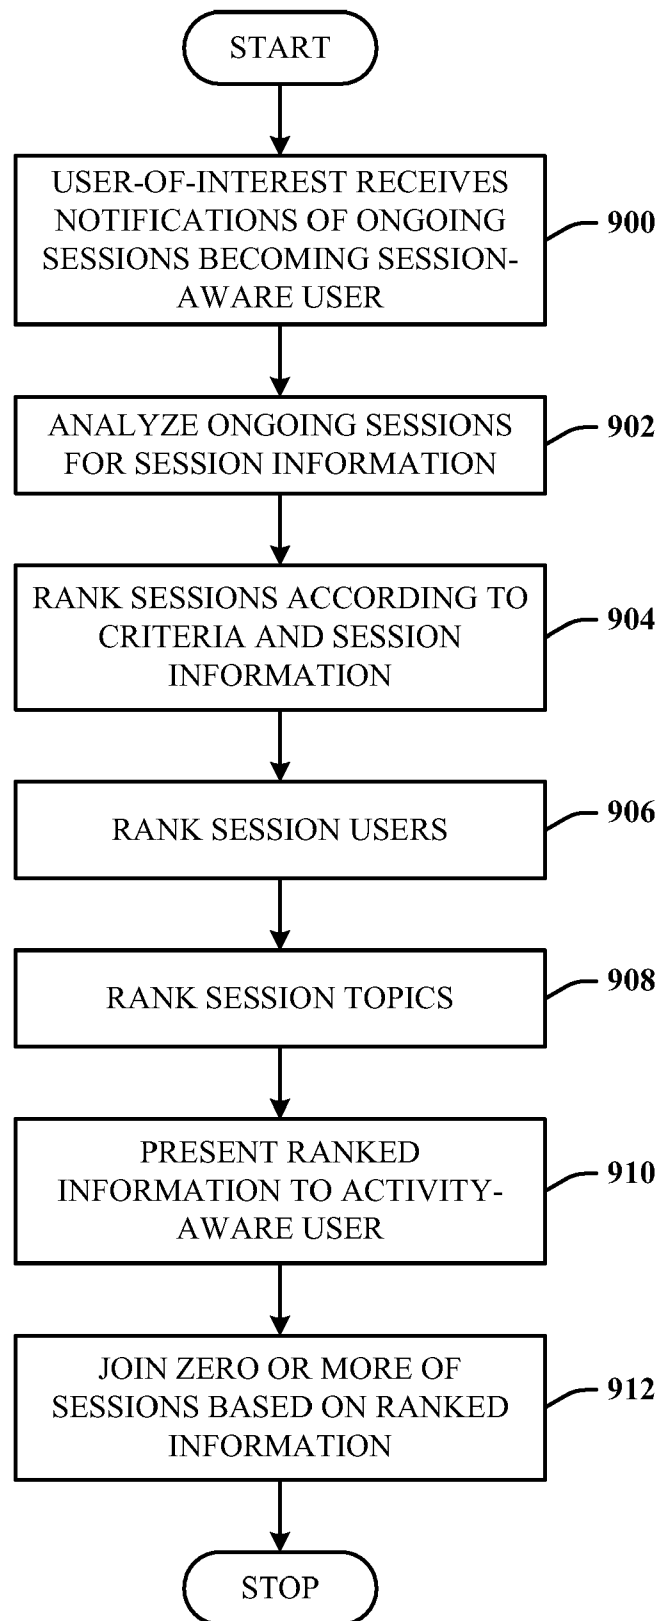 START
USER-OF-INTEREST RECEIVES
NOTIFICATIONS OF ONGOING
SESSIONS BECOMING SESSION-
AWARE USER
900
ANALYZE ONGOING SESSIONS
FOR SESSION INFORMATION
902
RANK SESSIONS ACCORDING TO
CRITERIA AND SESSION
INFORMATION
904
RANK SESSION USERS
906
RANK SESSION TOPICS
908
PRESENT RANKED
INFORMATION TO ACTIVITY-
AWARE USER
910
JOIN ZERO OR MORE OF
SESSIONS BASED ON RANKED
INFORMATION
912
STOP